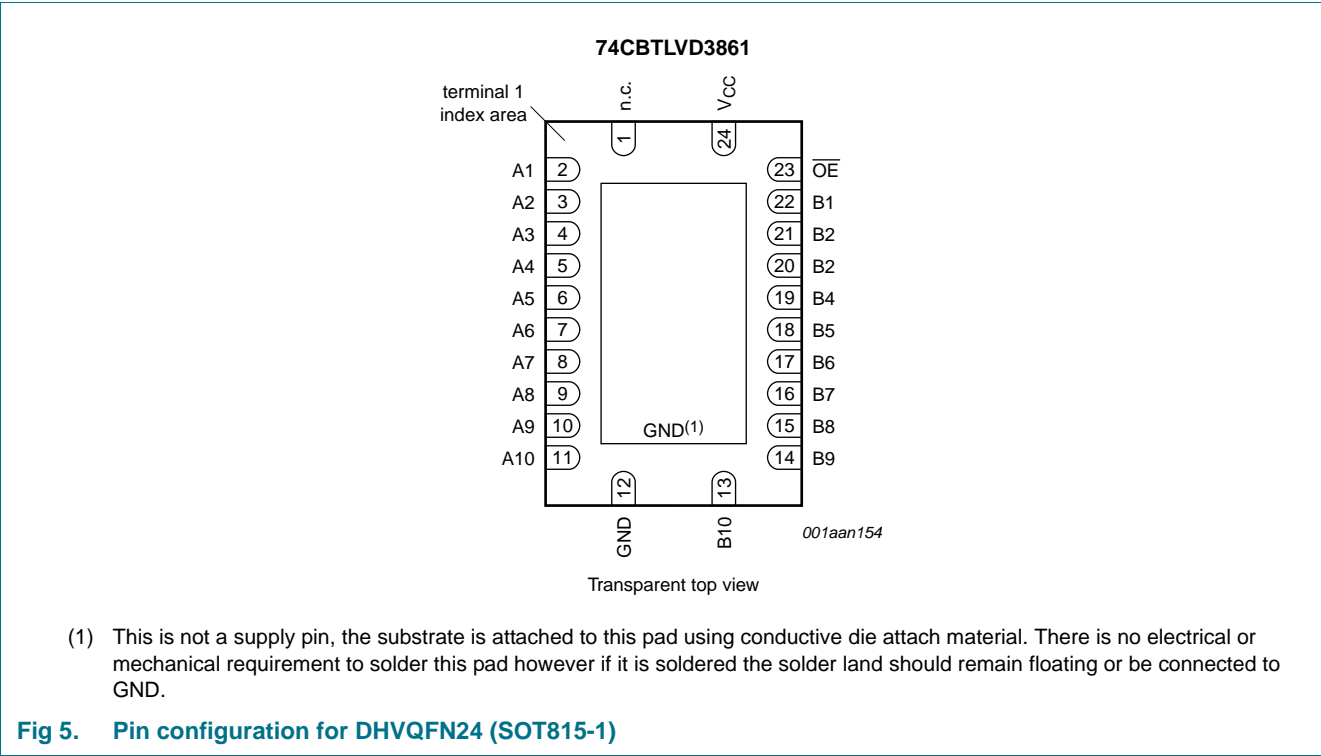 74CBTLVD3861
terminal 1
index area
n.c.
VCC
1
24
A1 2 23 OE
A2 3 22 B1
A3 4 21 B2
A4 5 20 B2
A5 6 19 B4
A6 7 18 B5
A7 8 17 B6
A8 9 16 B7
A9 10 GND(1) 15 B8
A10 11 14 B9
12
13
GND
B10
001aan154
Transparent top view
(1) This is not a supply pin, the substrate is attached to this pad using conductive die attach material. There is no electrical or
mechanical requirement to solder this pad however if it is soldered the solder land should remain floating or be connected to
GND.
Fig 5. Pin configuration for DHVQFN24 (SOT815-1)